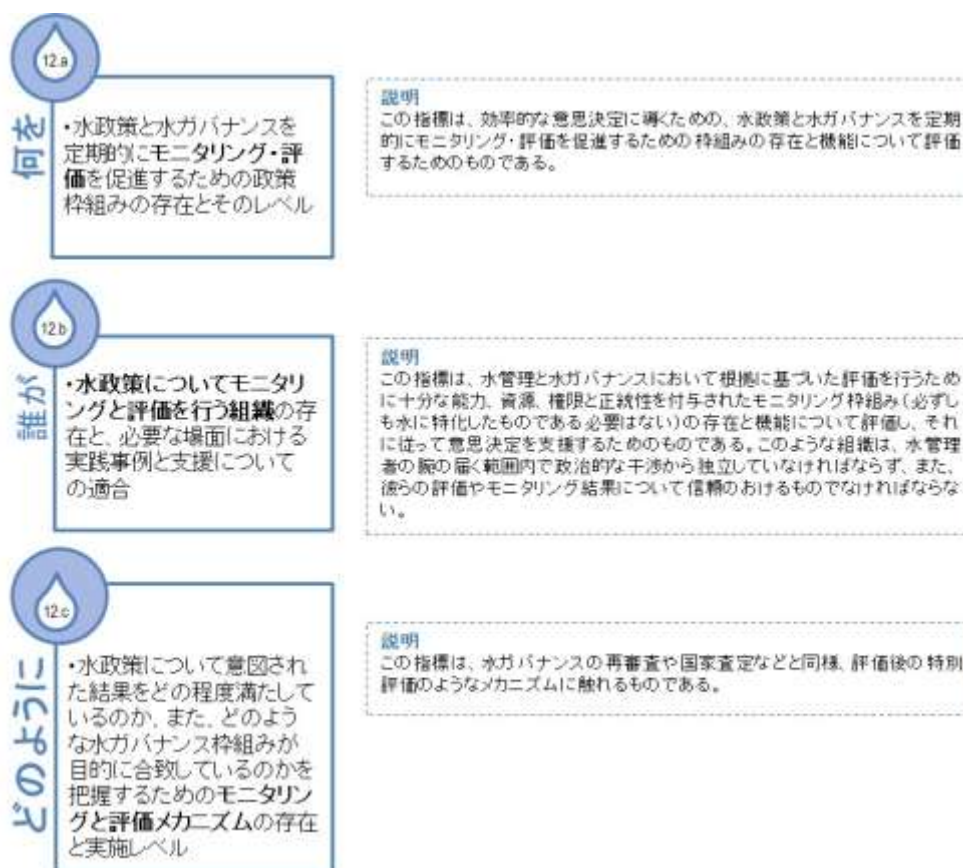 12.a
何を
・水政策と水ガバナンスを
定期的にモニタリング・評
価を促進するための政策
枠組みの存在とそのレベル
説明
この指標は、効率的な意思決定に導くための、水政策と水ガバナンスを定期
的にモニタリング・評価を促進するための枠組みの存在と機能について評価
するためのものである。
12.b
誰が
・水政策についてモニタリ
ングと評価を行う組織の存
在と、必要な場面における
実践事例と支援について
の適合
説明
この指標は、水管理と水ガバナンスにおいて根拠に基づいた評価を行うため
に十分な能力、資源、権限と正統性を付与されたモニタリング枠組み(必ずし
も水に特化したものである必要はない)の存在と機能について評価し、それ
に従って意思決定を支援するためのものである。このような組織は、水管理
者の腕の届く範囲内で政治的な干渉から独立していなければならず、また、
彼らの評価やモニタリング結果について信頼のおけるものでなければならな
い。
12.c
どのように
・水政策について意図され
た結果をどの程度満たして
いるのか、また、どのよう
な水ガバナンス枠組みが
目的に合致しているのかを
把握するためのモニタリン
グと評価メカニズムの存在
と実施レベル
説明
この指標は、水ガバナンスの再審査や国家査定などと同様、評価後の特別
評価のようなメカニズムに触れるものである。